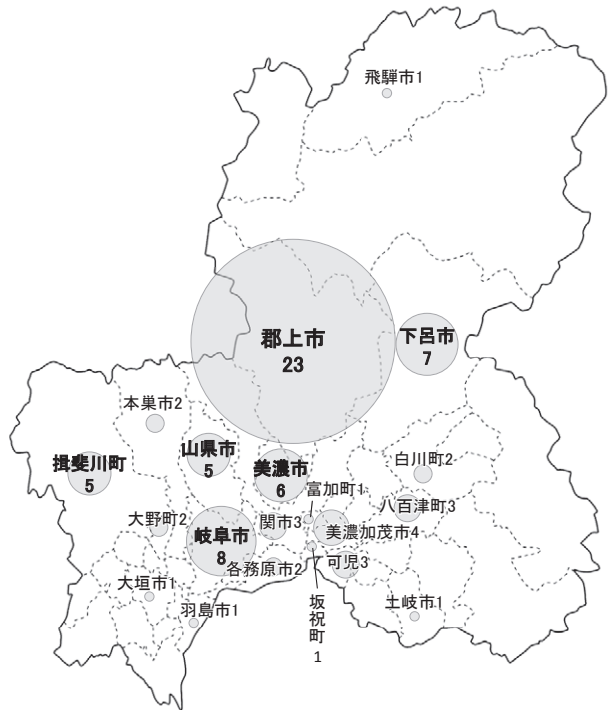 飛騨市1
郡上市
23
下呂市
7
本巣市2
山県市
5
揖斐川町
5
美濃市
6
白川町2
富加町1
八百津町3
大野町2
岐阜市
8
関市3
美濃加茂市4
各務原市2
可児3
大垣市1
羽島市1
坂祝町
1
土岐市1